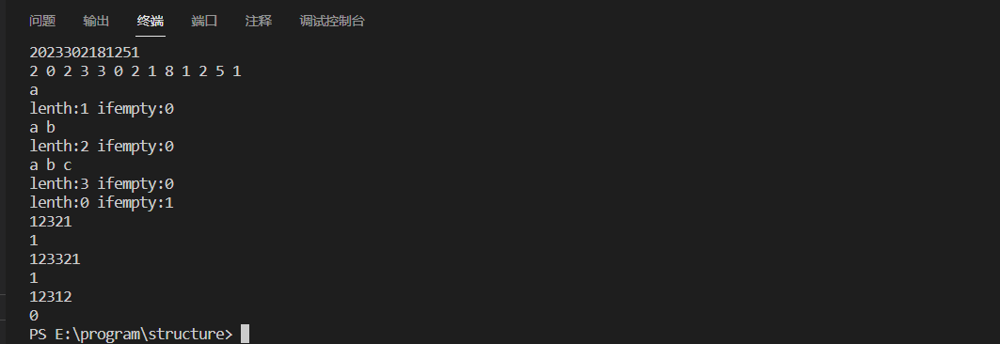 问题 输出 终端 端口 注释 调试控制台
2023302181251
2 0 2 3 3 0 2 1 8 1 2 5 1
a
lenth:1 ifempty:0
a b
lenth:2 ifempty:0
a b c
lenth:3 ifempty:0
lenth:0 ifempty:1
12321
1
123321
1
12312
0
PS E:\program\structure>